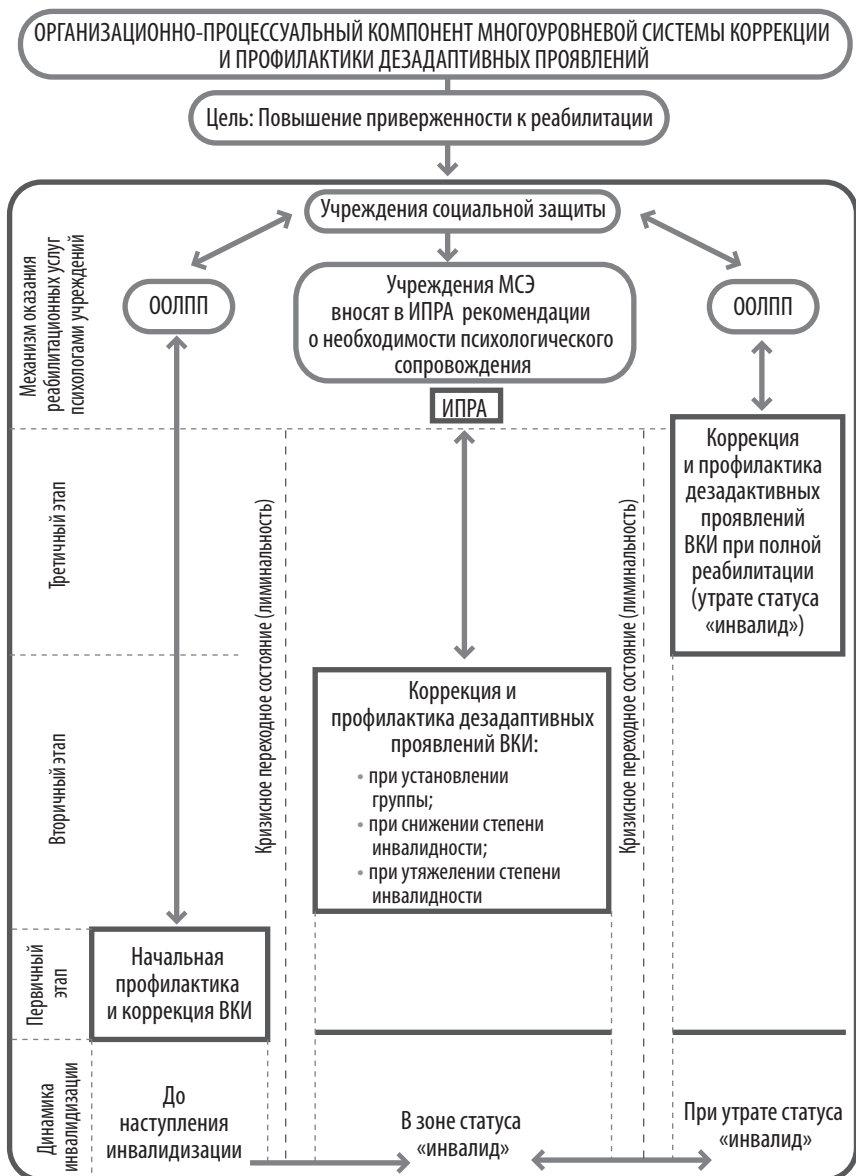 ОРГАНИЗАЦИОННО-ПРОЦЕССУАЛЬНЫЙ КОМПОНЕНТ МНОГОУРОВНЕВОЙ СИСТЕМЫ КОРРЕКЦИИ
И ПРОФИЛАКТИКИ ДЕЗАДАПТИВНЫХ ПРОЯВЛЕНИЙ
Цель: Повышение приверженности к реабилитации
Механизм оказания
реабилитационных услуг
психологами учреждений
Учреждения социальной защиты
ООЛПП
Учреждения МСЭ
вносят в ИПРА рекомендации
о необходимости психологического
сопровождения
ООЛПП
ИПРА
Третичный этап
Кризисное переходное состояние (лиминальность)
Кризисное переходное состояние (лиминальность)
Коррекция
и профилактика
дезадактивных
проявлений
ВКИ при полной
реабилитации
(утрате статуса
«инвалид»)
Вторичный этап
Коррекция и
профилактика дезадаптивных
проявлений ВКИ:
• при установлении
группы;
• при снижении степени
инвалидности;
• при утяжелении степени
инвалидности
Первичный
этап
Начальная
профилактика
и коррекция ВКИ
Динамика
инвалидизации
До
наступления
инвалидизации
В зоне статуса
«инвалид»
При утрате статуса
«инвалид»